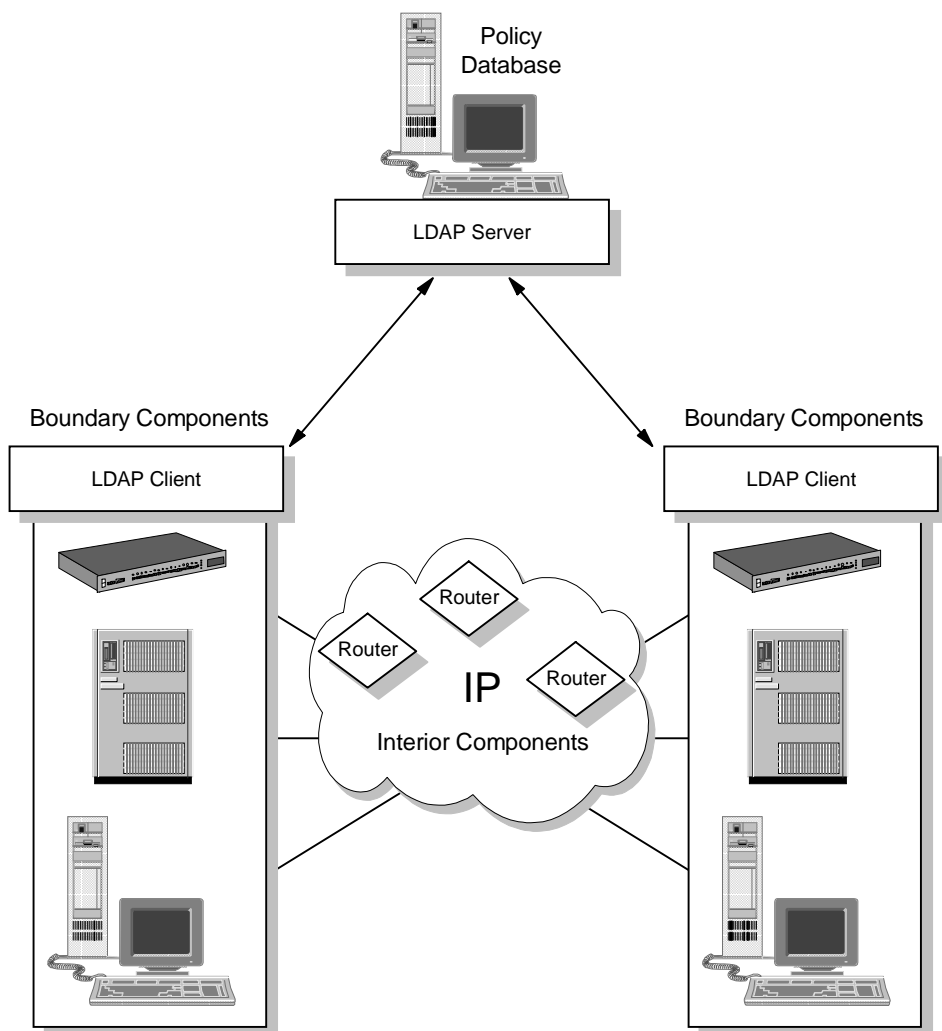 Policy
Database
LDAP Server
Boundary Components
Boundary Components
LDAP Client
LDAP Client
Router
Router
Router
IP
Interior Components